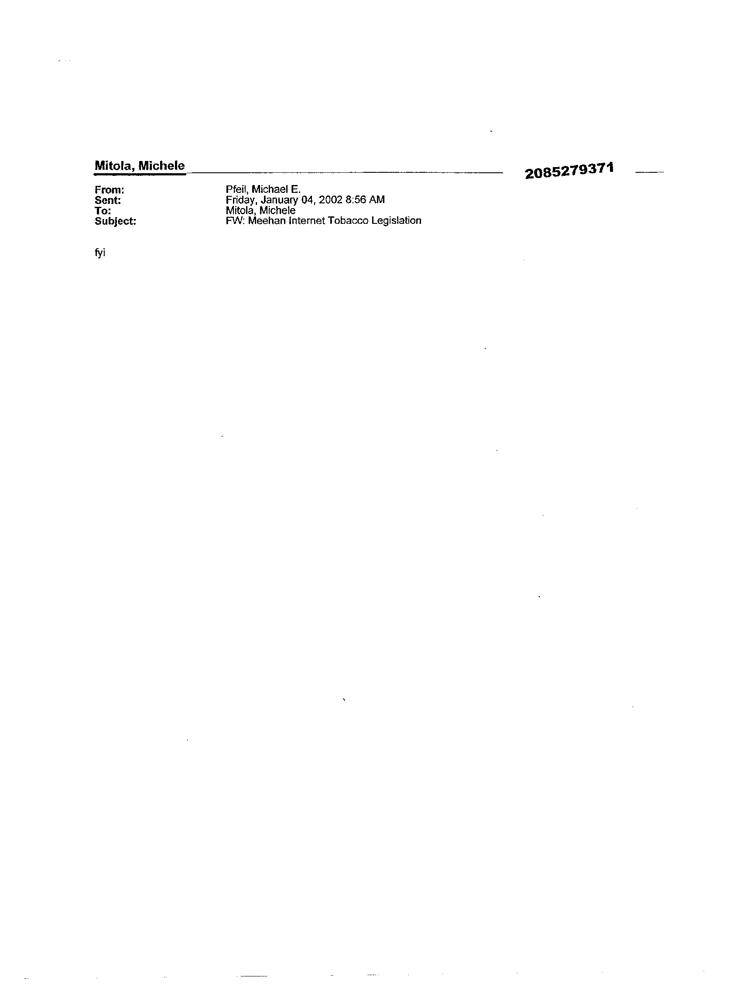 Mitola, Michele
2085279371
From: Pfeil, Michael E.
Sent: Friday, January 04, 2002 8:56 AM
To: Mitola, Michele
Subject: FW: Meehan Internet Tobacco Legislation
fyi